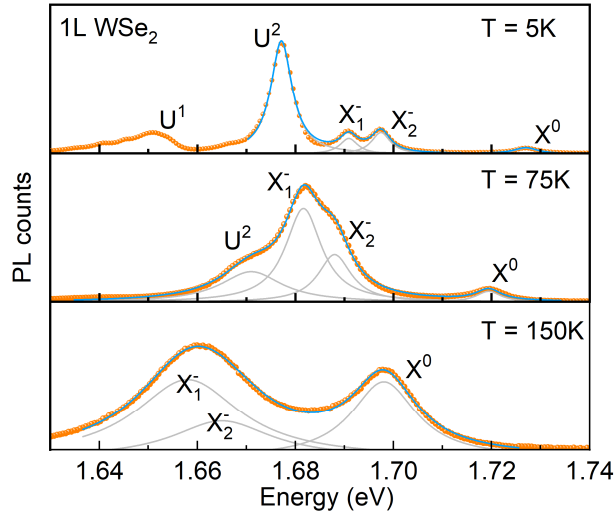 1L WSe₂
T = 5K
U¹
U²
X₁⁻
X₂⁻
X⁰
T = 75K
U²
X₁⁻
X₂⁻
X⁰
T = 150K
X₁⁻
X₂⁻
X⁰
PL counts
1.64 1.66 1.68 1.70 1.72 1.74
Energy (eV)